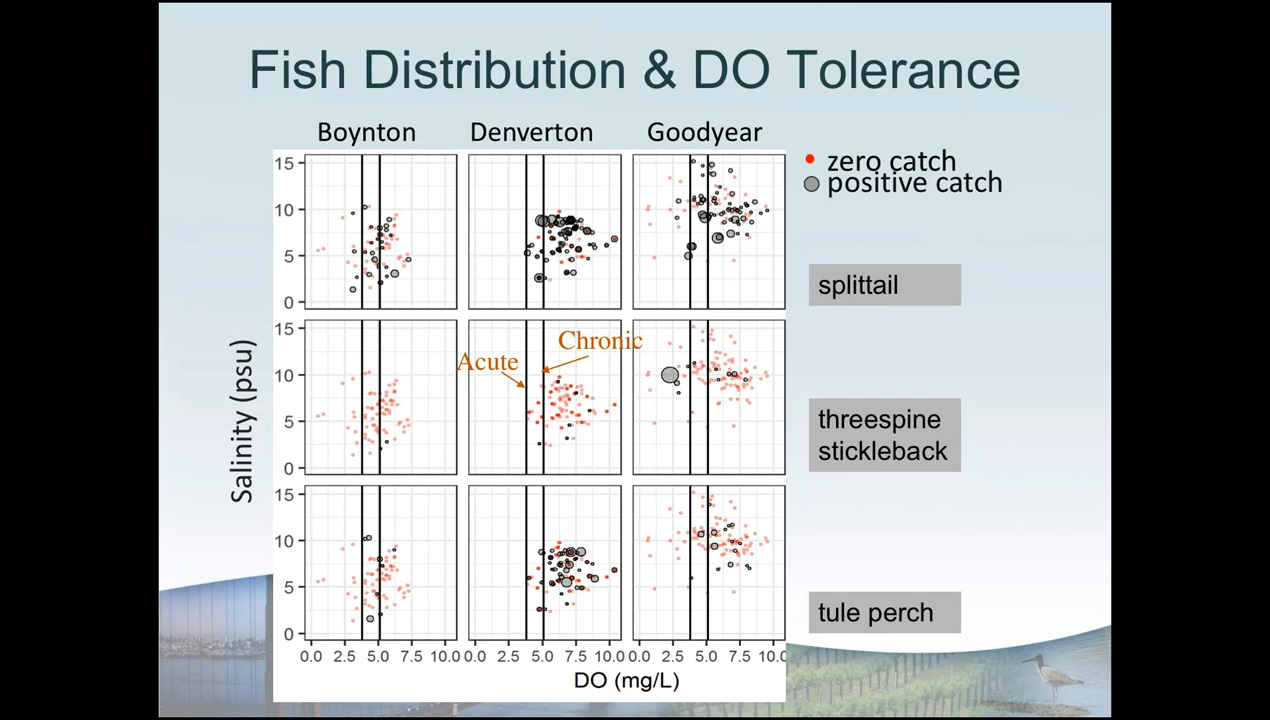 Fish Distribution & DO Tolerance
Boynton Denverton Goodyear
zero catch
positive catch
15
10
5
0
splittail
Salinity (psu)
15
10
5
0
Acute
Chronic
threespine
stickleback
15
10
5
0
tule perch
0.0 2.5 5.0 7.5 10.0 0.0 2.5 5.0 7.5 10.0 0.0 2.5 5.0 7.5 10.0
DO (mg/L)